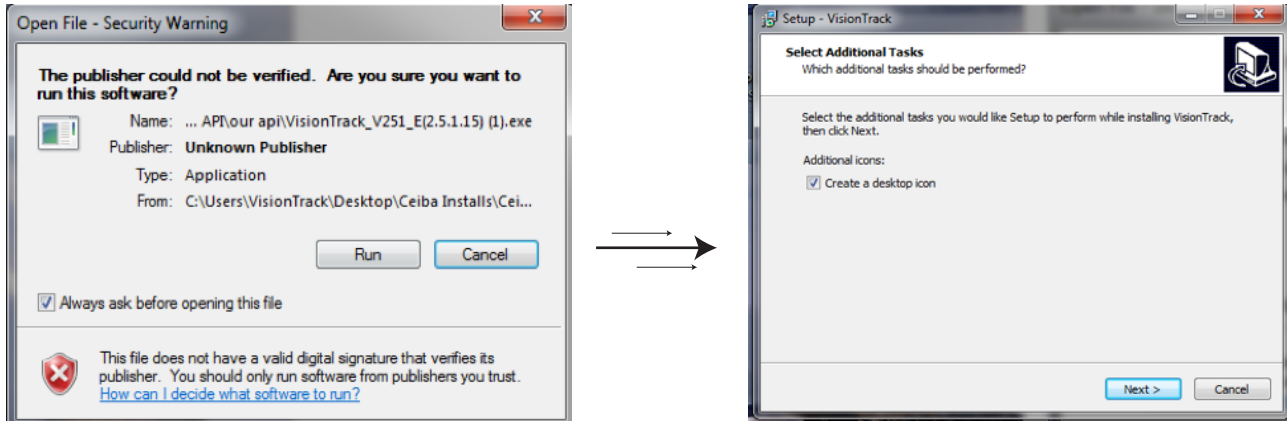 Open File - Security Warning
The publisher could not be verified.  Are you sure you want to
run this software?
Name: ... API\our api\VisionTrack_V251_E(2.5.1.15) (1).exe
Publisher: Unknown Publisher
Type: Application
From: C:\Users\VisionTrack\Desktop\Ceiba Installs\Cei...
Run Cancel
Always ask before opening this file
This file does not have a valid digital signature that verifies its
publisher.  You should only run software from publishers you trust.
How can I decide what software to run?
Setup - VisionTrack
Select Additional Tasks
Which additional tasks should be performed?
Select the additional tasks you would like Setup to perform while installing VisionTrack,
then click Next.
Additional icons:
Create a desktop icon
Next > Cancel